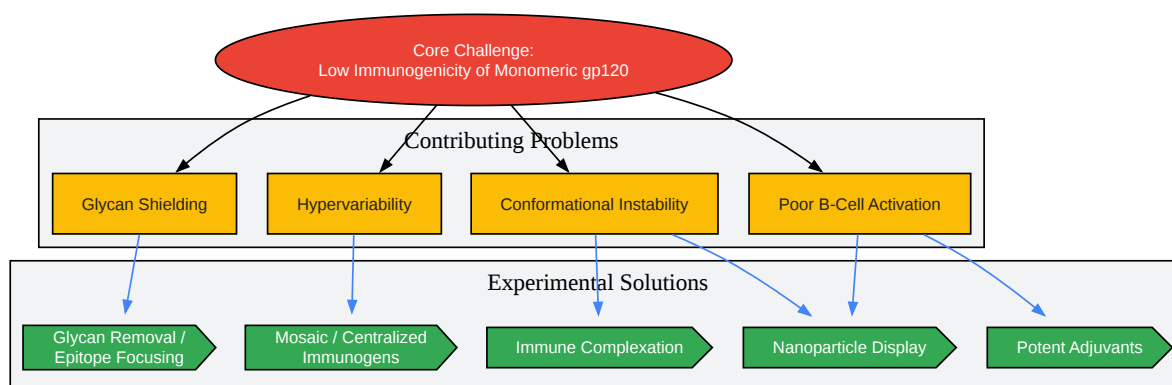 Core Challenge:
Low Immunogenicity of Monomeric gp120
Contributing Problems
Glycan Shielding
Hypervariability
Conformational Instability
Poor B-Cell Activation
Experimental Solutions
Glycan Removal /
Epitope Focusing
Mosaic / Centralized
Immunogens
Immune Complexation
Nanoparticle Display
Potent Adjuvants